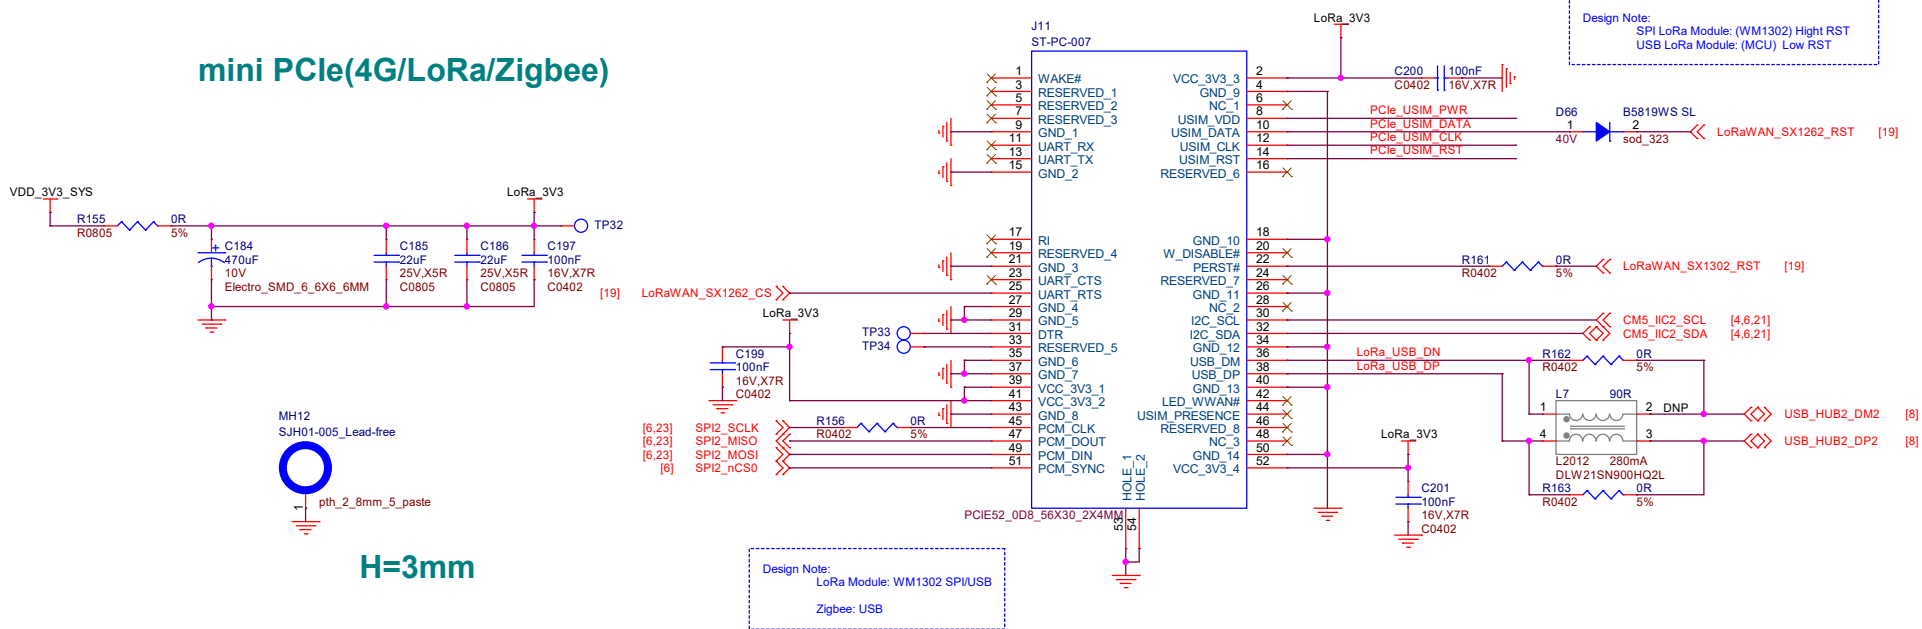 mini PCIe(4G/LoRa/Zigbee)
Design Note:
SPI LoRa Module: (WM1302) Hight RST
USB LoRa Module: (MCU) Low RST
J11
ST-PC-007
LoRa_3V3
1 WAKE#
3 RESERVED_1
5 RESERVED_2
7 RESERVED_3
9 GND_1
11 UART_RX
13 UART_TX
15 GND_2
17 RI
19 RESERVED_4
21 GND_3
23 UART_CTS
25 UART_RTS
27 GND_4
29 GND_5
31 DTR
33 RESERVED_5
35 GND_6
37 GND_7
39 VCC_3V3_1
41 VCC_3V3_2
43 GND_8
45 PCM_CLK
47 PCM_DOUT
49 PCM_DIN
51 PCM_SYNC
VCC_3V3_3 2
GND_9 4
NC_1 6
USIM_VDD 8
USIM_DATA 10
USIM_CLK 12
USIM_RST 14
RESERVED_6 16
GND_10 18
W_DISABLE# 20
PERST# 22
RESERVED_7 24
GND_11 26
NC_2 28
I2C_SCL 30
I2C_SDA 32
GND_12 34
USB_DM 36
USB_DP 38
GND_13 40
LED_WWAN# 42
USIM_PRESENCE 44
RESERVED_8 46
NC_3 48
GND_14 50
VCC_3V3_4 52
HOLE_1 53
HOLE_2 54
PCIE52_0D8_56X30_2X4MM
C200 100nF
C0402 16V,X7R
PCIe_USIM_PWR
PCIe_USIM_DATA
PCIe_USIM_CLK
PCIe_USIM_RST
D66 B5819WS SL
1 2
40V sod_323
LoRaWAN_SX1262_RST [19]
R161 0R
R0402 5%
LoRaWAN_SX1302_RST [19]
CM5_IIC2_SCL [4,6,21]
CM5_IIC2_SDA [4,6,21]
LoRa_USB_DN
LoRa_USB_DP
R162 0R
R0402 5%
L7 90R
1 2 DNP
4 3
L2012 280mA
DLW21SN900HQ2L
R163 0R
R0402 5%
USB_HUB2_DM2 [8]
USB_HUB2_DP2 [8]
LoRa_3V3
C201
100nF
16V,X7R
C0402
VDD_3V3_SYS
R155 0R
R0805 5%
LoRa_3V3
TP32
C184
+
470uF
10V
Electro_SMD_6_6X6_6MM
C185
22uF
25V,X5R
C0805
C186
22uF
25V,X5R
C0805
C197
100nF
16V,X7R
C0402
[19] LoRaWAN_SX1262_CS
LoRa_3V3
TP33
TP34
C199
100nF
16V,X7R
C0402
[6,23] SPI2_SCLK
[6,23] SPI2_MISO
[6,23] SPI2_MOSI
[6] SPI2_nCS0
R156 0R
R0402 5%
MH12
SJH01-005_Lead-free
1
pth_2_8mm_5_paste
H=3mm
Design Note:
LoRa Module: WM1302 SPI/USB
Zigbee: USB